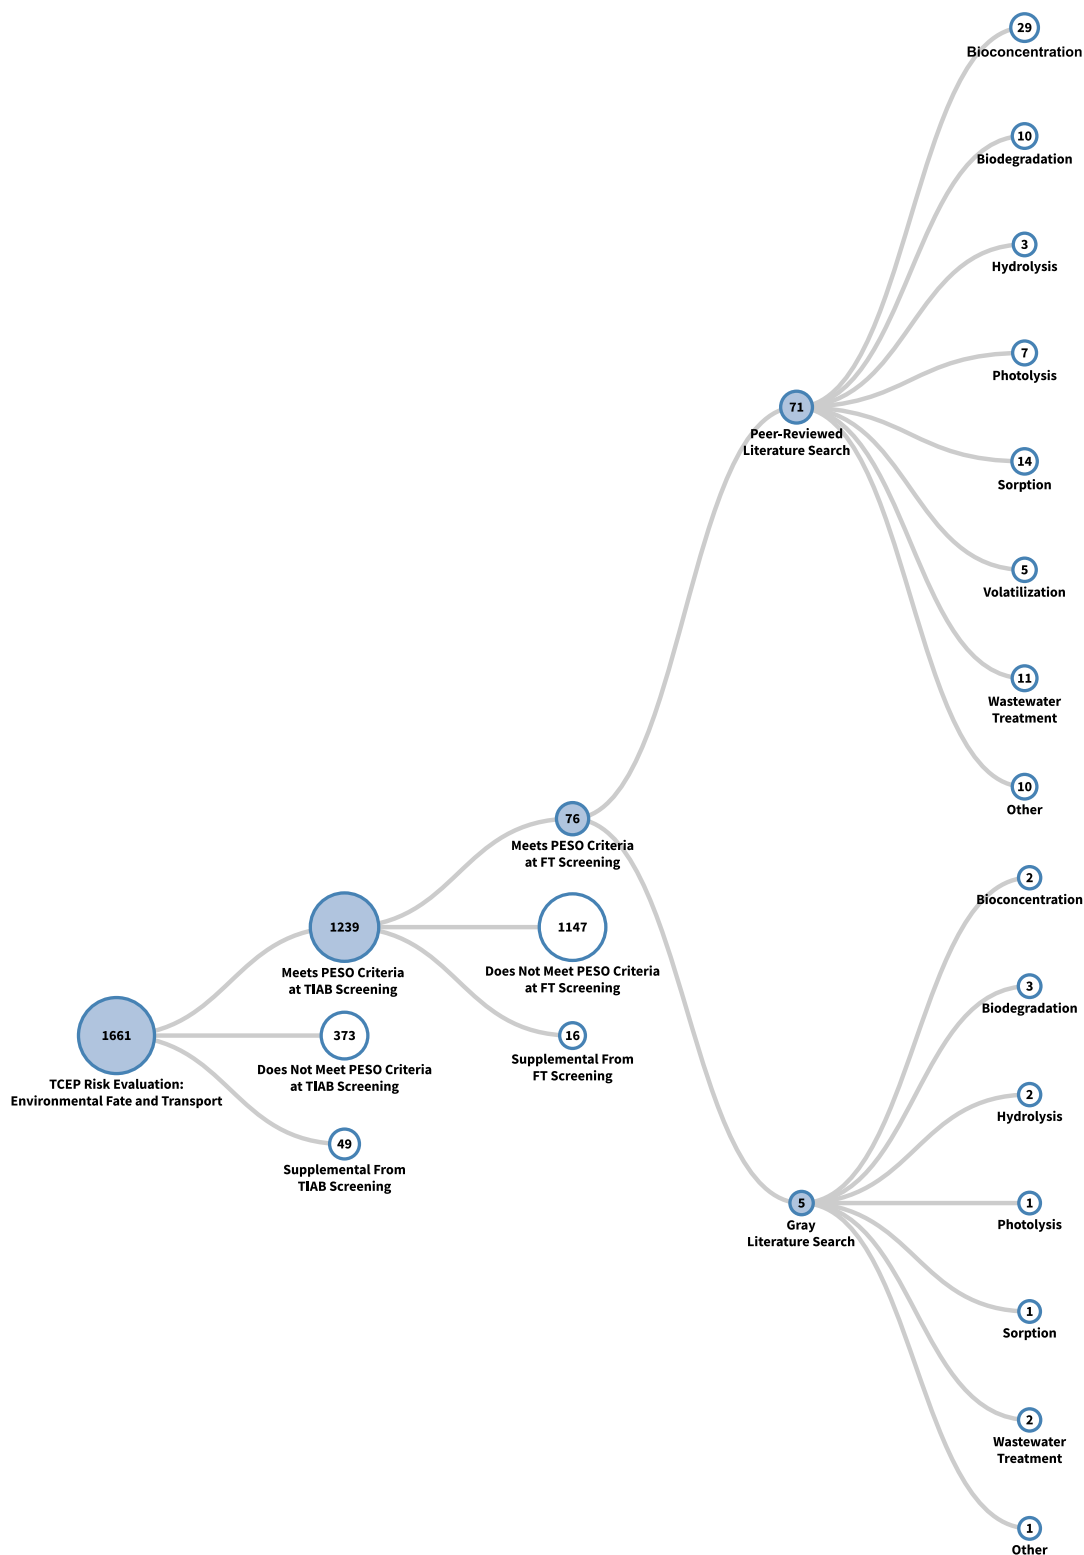 29
Bioconcentration
10
Biodegradation
3
Hydrolysis
7
Photolysis
71
Peer-Reviewed
Literature Search
14
Sorption
5
Volatilization
11
Wastewater
Treatment
10
Other
76
Meets PESO Criteria
at FT Screening
1239
Meets PESO Criteria
at TIAB Screening
1147
Does Not Meet PESO Criteria
at FT Screening
1661
TCEP Risk Evaluation:
Environmental Fate and Transport
373
Does Not Meet PESO Criteria
at TIAB Screening
16
Supplemental From
FT Screening
49
Supplemental From
TIAB Screening
2
Bioconcentration
3
Biodegradation
2
Hydrolysis
5
Gray
Literature Search
1
Photolysis
1
Sorption
2
Wastewater
Treatment
1
Other